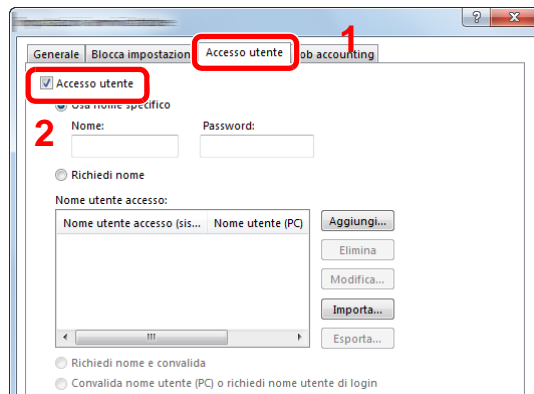 ?
X
1
Generale Blocca impostazion Accesso utente ob accounting
Accesso utente
Usa nome specifico
2
Nome: Password:
Richiedi nome
Nome utente accesso:
Nome utente accesso (sis... Nome utente (PC) Aggiungi...
Elimina
Modifica...
Importa...
Esporta...
Richiedi nome e convalida
Convalida nome utente (PC) o richiedi nome utente di login